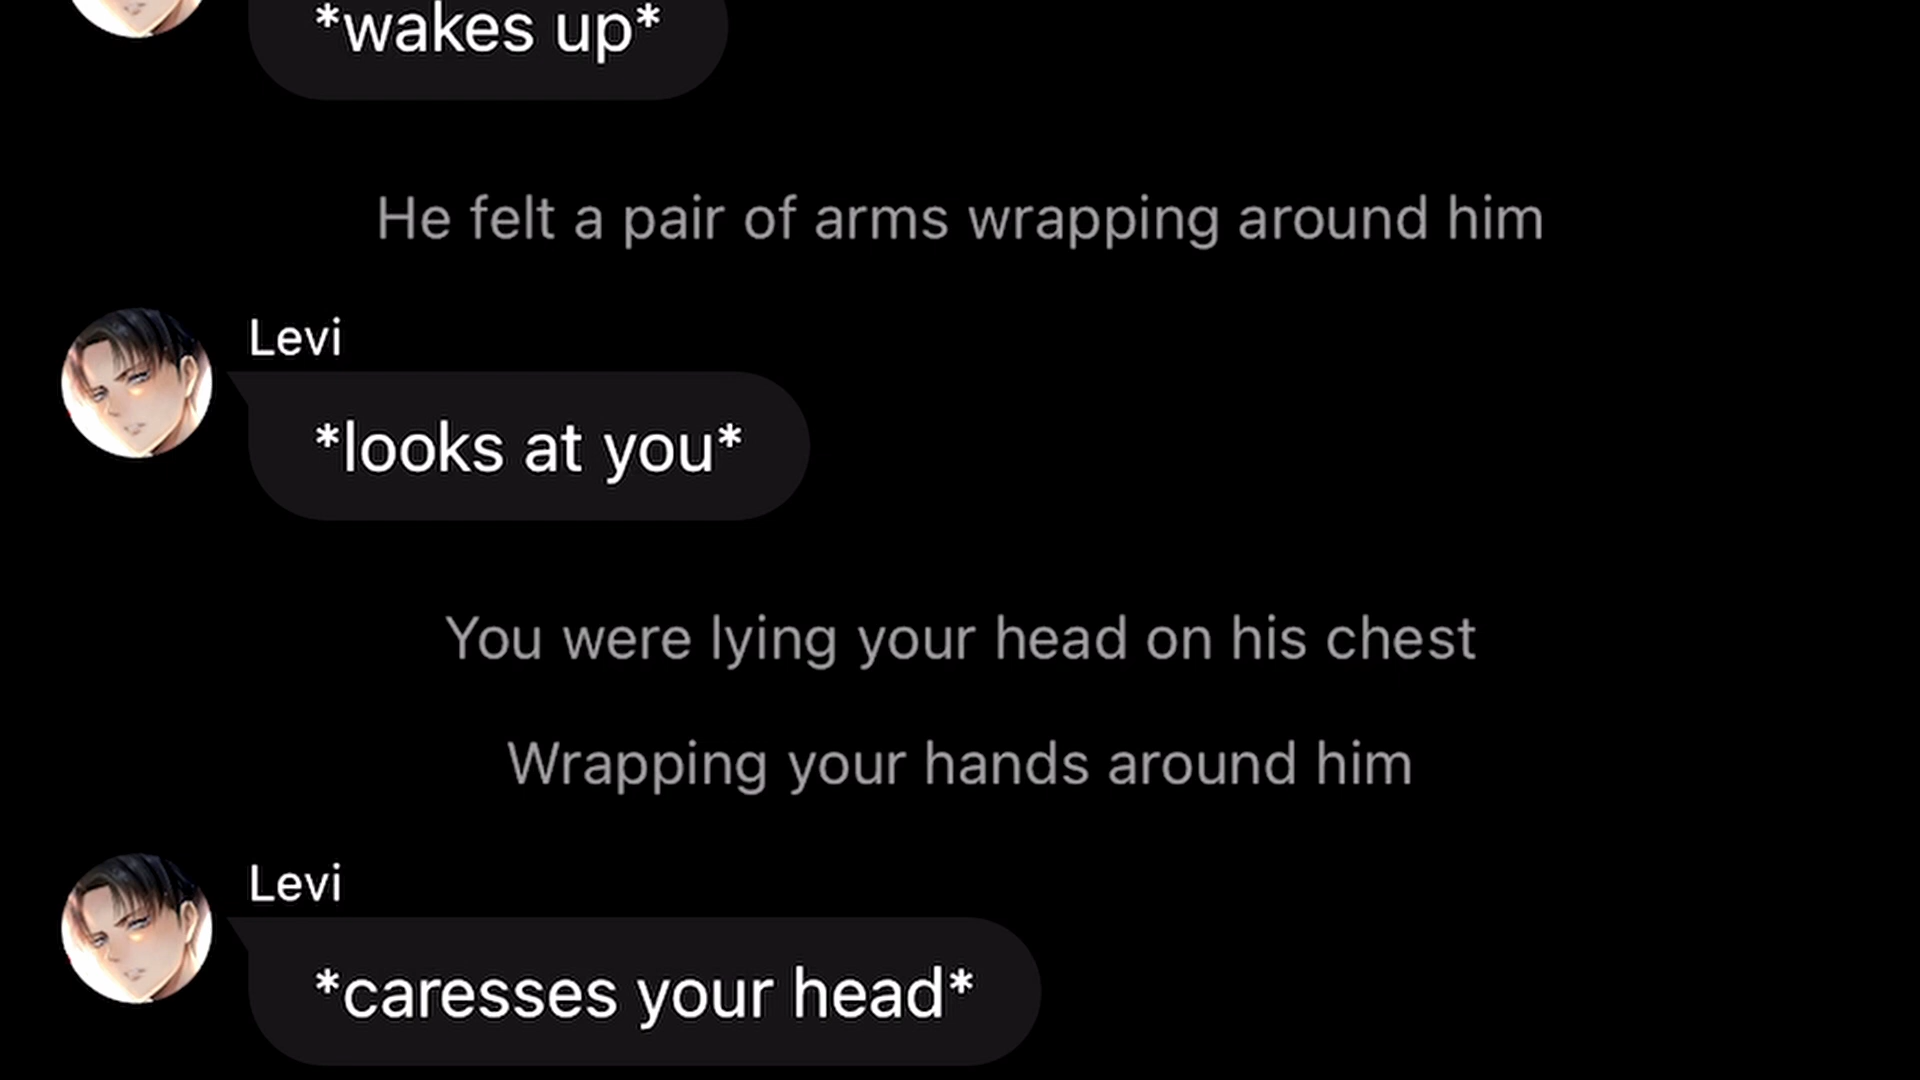 *wakes up*
He felt a pair of arms wrapping around him
Levi
*looks at you*
You were lying your head on his chest
Wrapping your hands around him
Levi
*caresses your head*